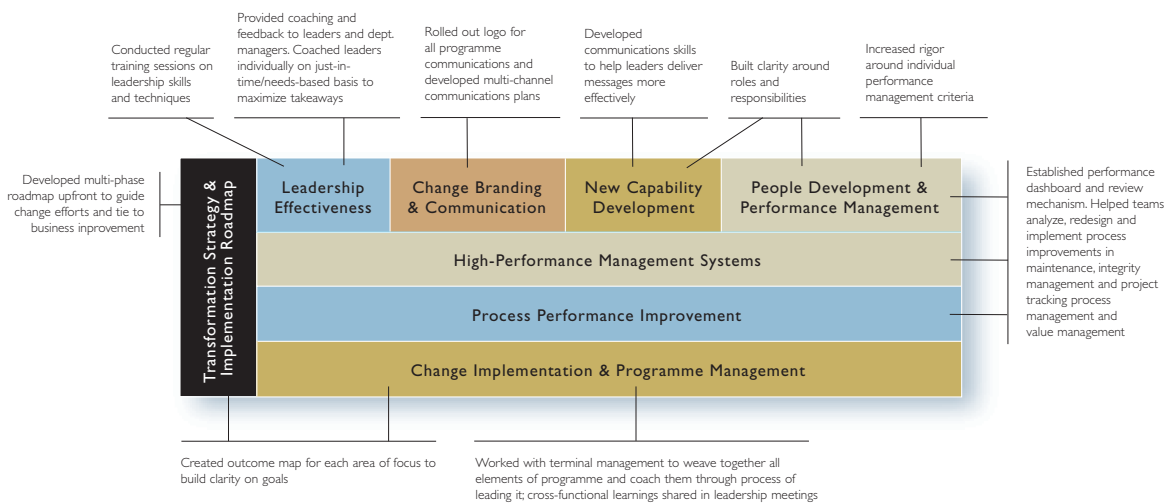 Conducted regular
training sessions on
leadership skills
and techniques
Provided coaching and
feedback to leaders and dept.
managers. Coached leaders
individually on just-in-
time/needs-based basis to
maximize takeaways
Rolled out logo for
all programme
communications and
developed multi-channel
communications plans
Developed
communications skills
to help leaders deliver
messages more
effectively
Built clarity around
roles and
responsibilities
Increased rigor
around individual
performance
management criteria
Developed multi-phase
roadmap upfront to guide
change efforts and tie to
business inprovement
Transformation Strategy &
Implementation Roadmap
Leadership
Effectiveness
Change Branding
& Communication
New Capability
Development
People Development &
Performance Management
High-Performance Management Systems
Process Performance Improvement
Change Implementation & Programme Management
Established performance
dashboard and review
mechanism. Helped teams
analyze, redesign and
implement process
improvements in
maintenance, integrity
management and project
tracking process
management and
value management
Created outcome map for each area of focus to
build clarity on goals
Worked with terminal management to weave together all
elements of programme and coach them through process of
leading it; cross-functional learnings shared in leadership meetings